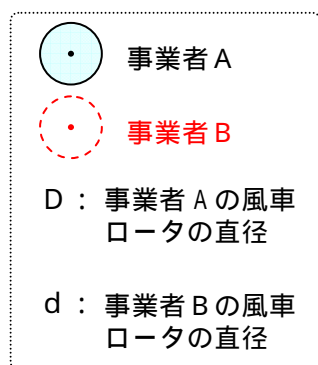 事業者A
事業者B
D : 事業者Aの風車
ロータの直径
d : 事業者Bの風車
ロータの直径